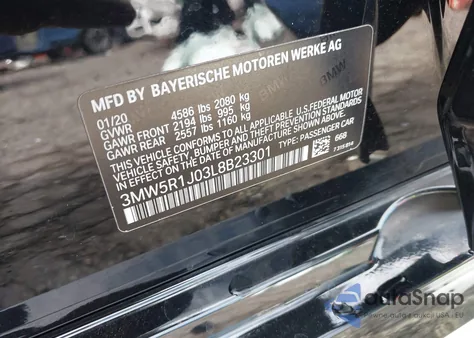 MFD BY BAYERISCHE MOTOREN WERKE AG
01/20
GVWR 4586 lbs 2080 kg
GAWR FRONT 2194 lbs 995 kg
GAWR REAR 2557 lbs 1160 kg
THIS VEHICLE CONFORMS TO ALL APPLICABLE U.S. FEDERAL MOTOR
VEHICLE SAFETY, BUMPER AND THEFT PREVENTION STANDARDS IN
EFFECT ON THE DATE OF MANUFACTURE SHOWN ABOVE.
3MW5R1J03L8B23301
TYPE: PASSENGER CAR
668
BMW
auraSnap